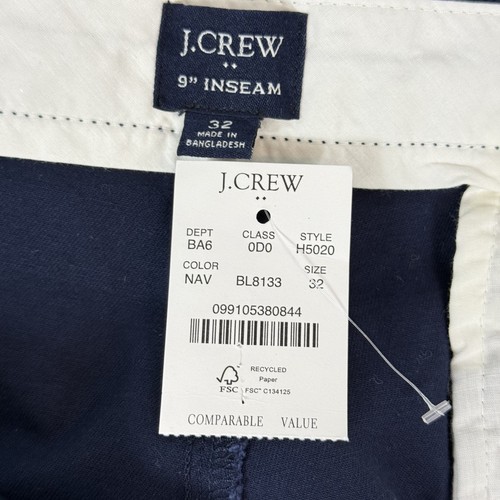 J.CREW
9" INSEAM
32
MADE IN
BANGLADESH
J.CREW
DEPT CLASS STYLE
BA6 0D0 H5020
COLOR SIZE
NAV BL8133 32
099105380844
RECYCLED
Paper
FSC FSC® C134125
COMPARABLE VALUE